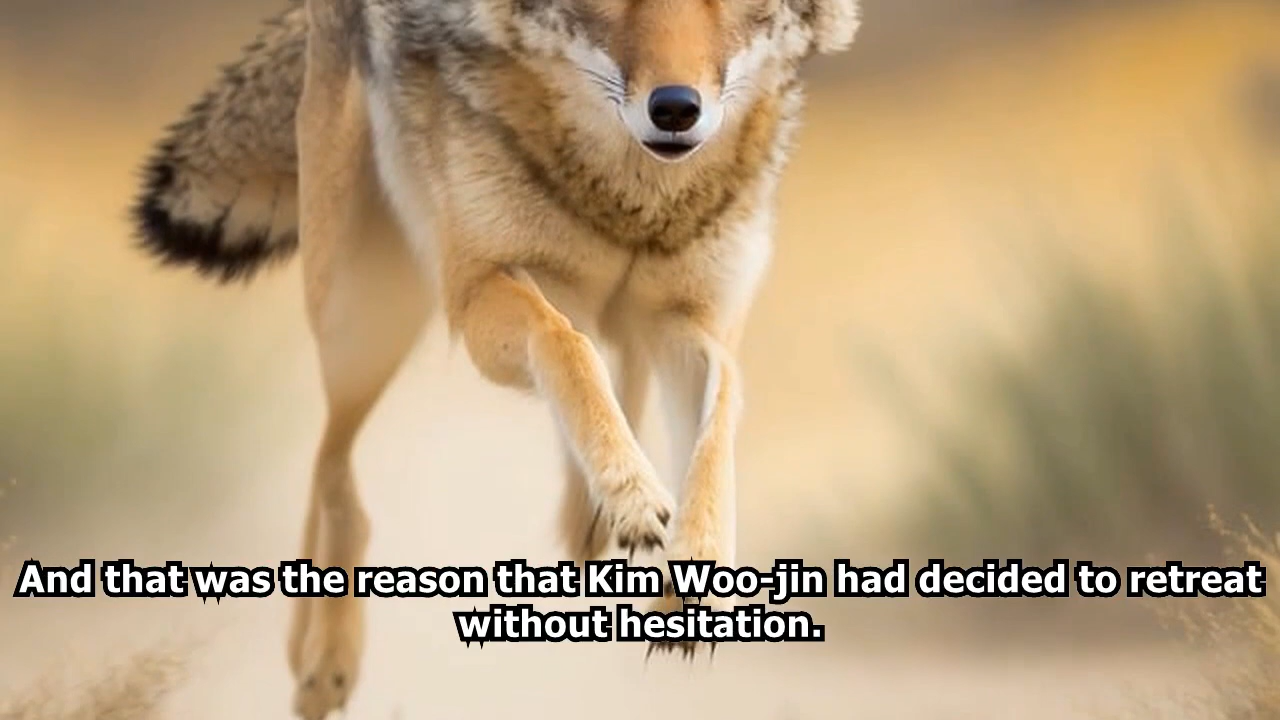 And that was the reason that Kim Woo-jin had decided to retreat
without hesitation.